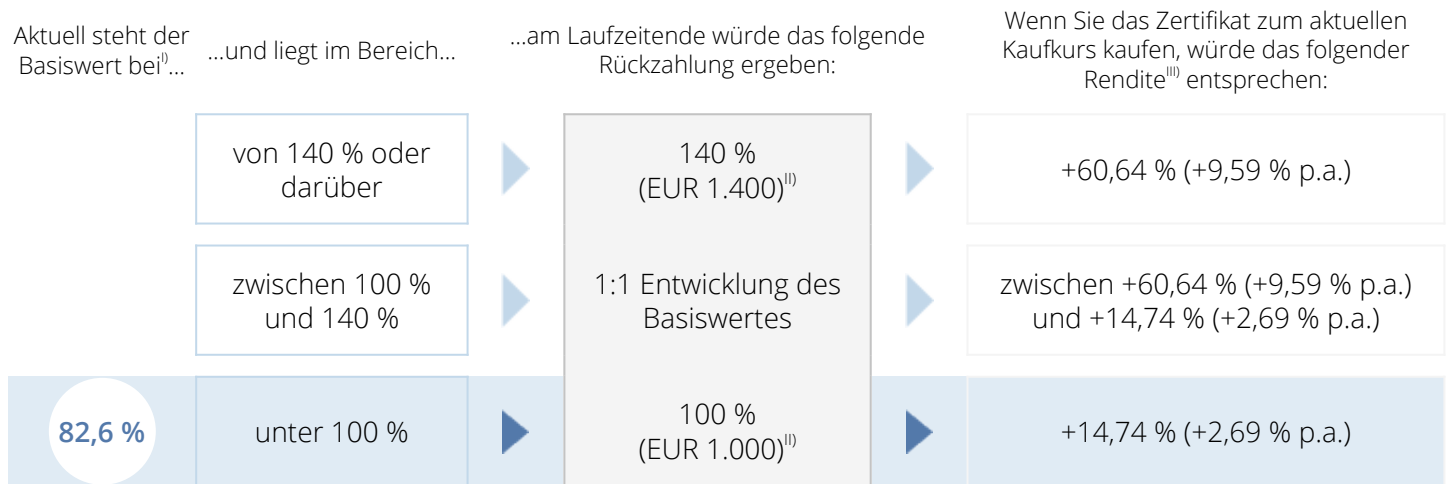 Aktuell steht der
Basiswert bei^I)...
...und liegt im Bereich...
...am Laufzeitende würde das folgende
Rückzahlung ergeben:
Wenn Sie das Zertifikat zum aktuellen
Kaufkurs kaufen, würde das folgender
Rendite^III) entsprechen:
von 140 % oder
darüber
140 %
(EUR 1.400)^II)
+60,64 % (+9,59 % p.a.)
zwischen 100 %
und 140 %
1:1 Entwicklung des
Basiswertes
zwischen +60,64 % (+9,59 % p.a.)
und +14,74 % (+2,69 % p.a.)
82,6 %
unter 100 %
100 %
(EUR 1.000)^II)
+14,74 % (+2,69 % p.a.)